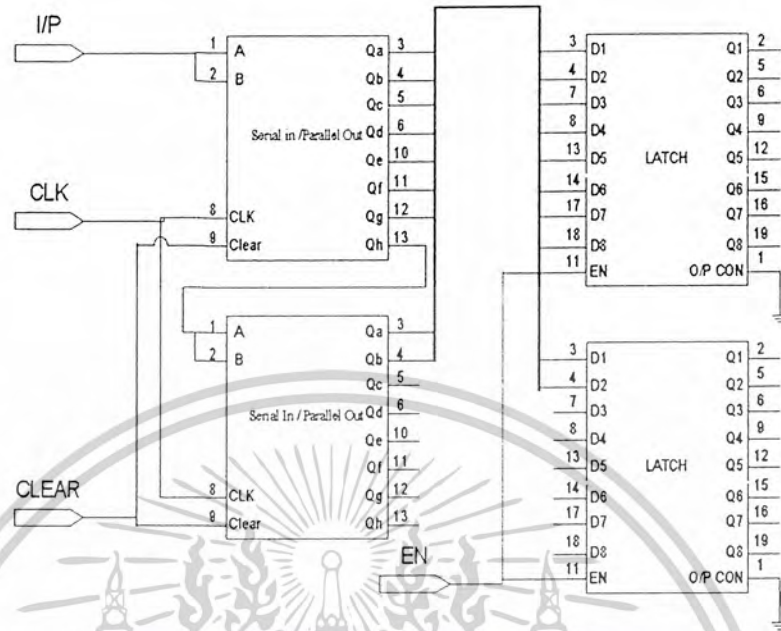 I/P
CLK
CLEAR
EN
1 A Qa 3
2 B Qb 4
Qc 5
Serial in /Parallel Out Qd 6
Qe 10
Qf 11
8 CLK Qg 12
9 Clear Qh 13
1 A Qa 3
2 B Qb 4
Qc 5
Serial In / Parallel Out Qd 6
Qe 10
Qf 11
8 CLK Qg 12
9 Clear Qh 13
3 D1 Q1 2
4 D2 Q2 5
7 D3 Q3 6
8 D4 Q4 9
13 D5 LATCH Q5 12
14 D6 Q6 15
17 D7 Q7 16
18 D8 Q8 19
11 EN O/P CON 1
3 D1 Q1 2
4 D2 Q2 5
7 D3 Q3 6
8 D4 Q4 9
13 D5 LATCH Q5 12
14 D6 Q6 15
17 D7 Q7 16
18 D8 Q8 19
11 EN O/P CON 1